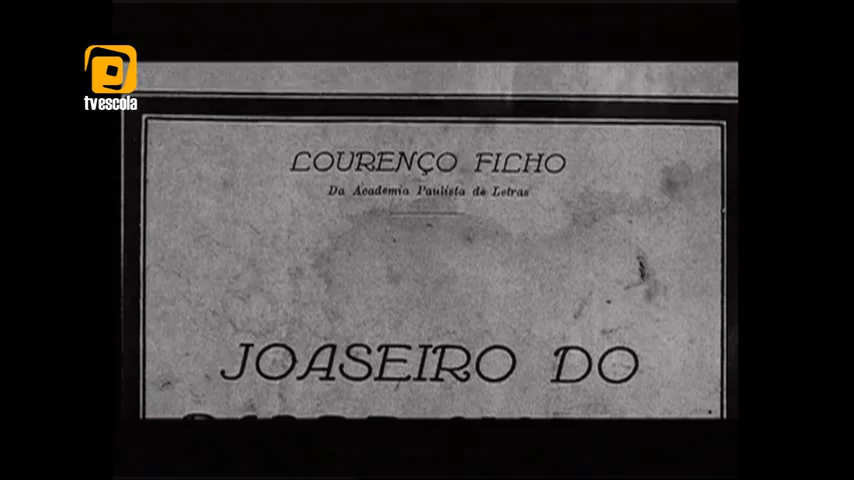 tvescola
LOURENÇO FILHO
Da Academia Paulista de Letras
JOASEIRO DO